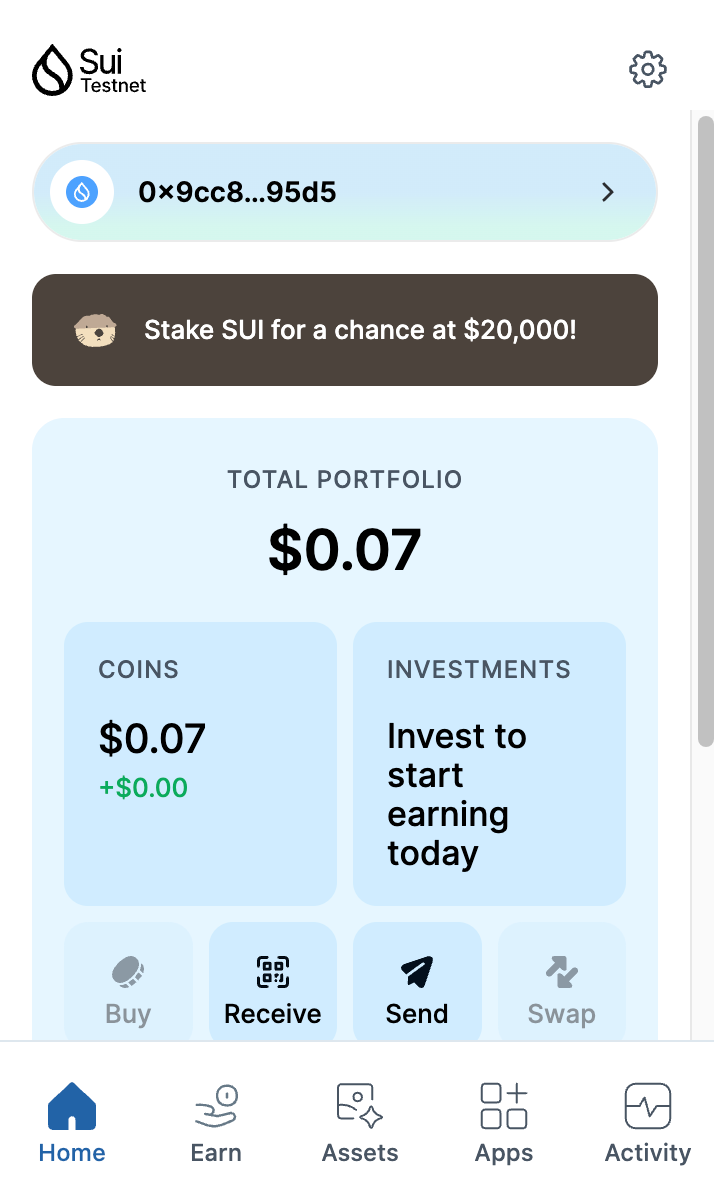 Sui
Testnet
0×9cc8...95d5
Stake SUI for a chance at $20,000!
TOTAL PORTFOLIO
$0.07
COINS
$0.07
+$0.00
INVESTMENTS
Invest to
start
earning
today
Buy
Receive
Send
Swap
Home
Earn
Assets
Apps
Activity